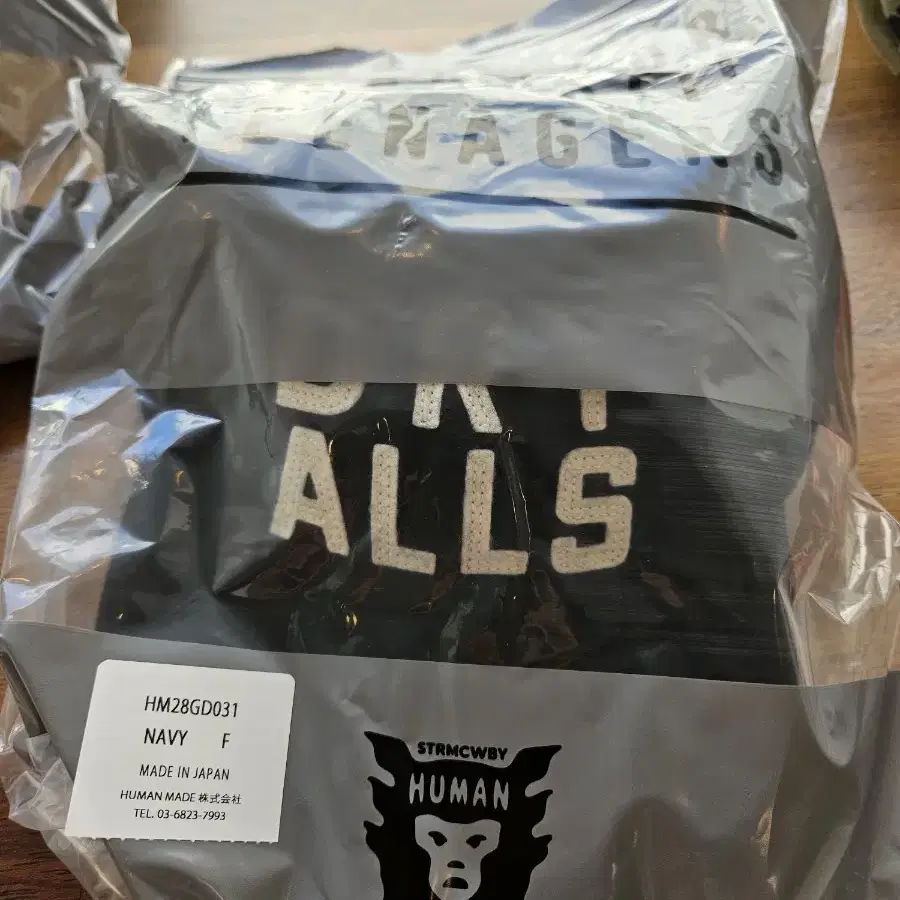 ALLS
HM28GD031
NAVY F
MADE IN JAPAN
HUMAN MADE 株式会社
TEL. 03-6823-7993
STRMCWBY
HUMAN